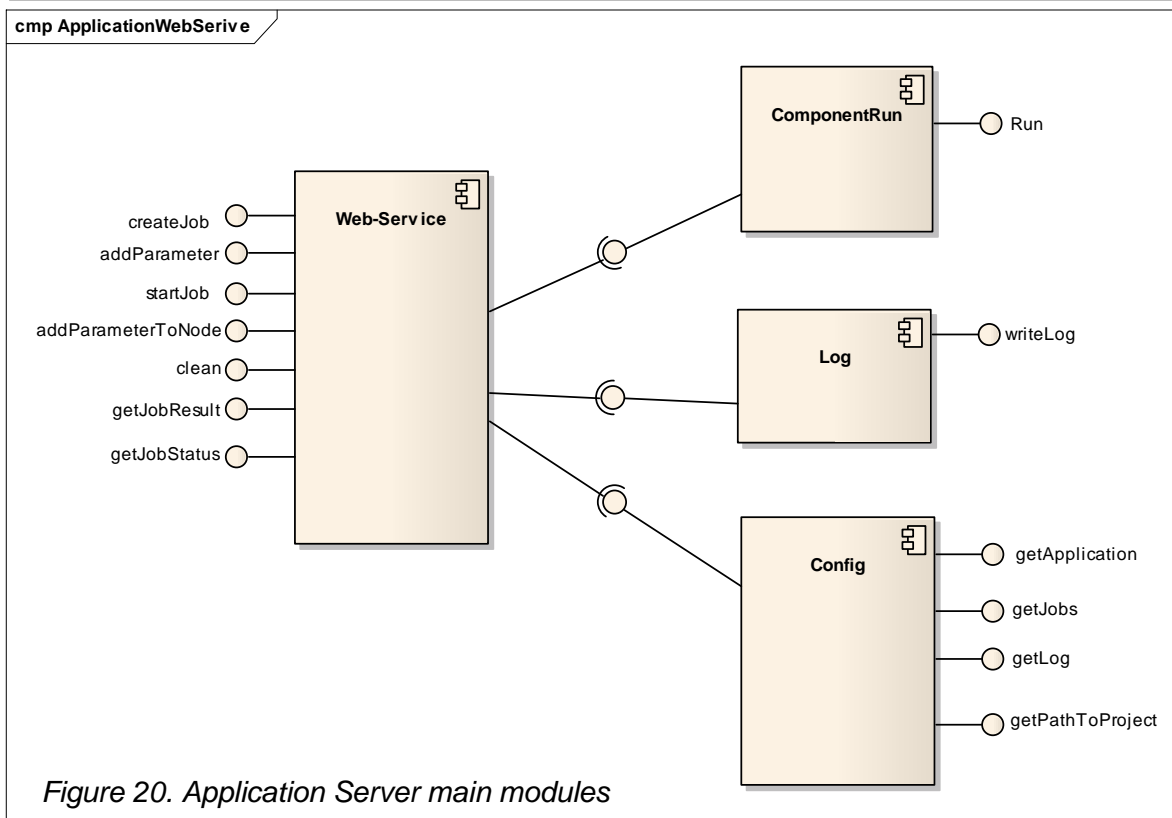 cmp ApplicationWebSerive
ComponentRun
Run
Web-Service
createJob
addParameter
startJob
addParameterToNode
clean
getJobResult
getJobStatus
Log
writeLog
Config
getApplication
getJobs
getLog
getPathToProject
Figure 20. Application Server main modules